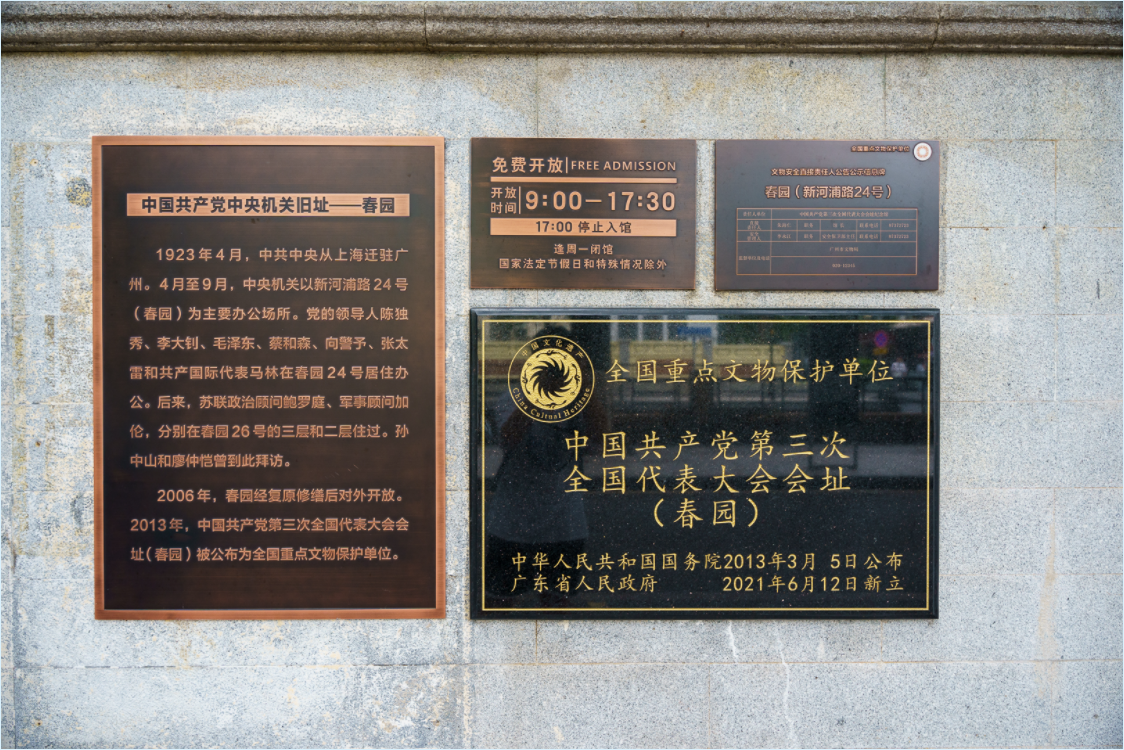 中国共产党中央机关旧址——春园
1923年4月，中共中央从上海迁驻广
州。4月至9月，中央机关以新河浦路24号
（春园）为主要办公场所。党的领导人陈独
秀、李大钊、毛泽东、蔡和森、向警予、张太
雷和共产国际代表马林在春园24号居住办
公。后来，苏联政治顾问鲍罗庭、军事顾问加
伦，分别在春园26号的三层和二层住过。孙
中山和廖仲恺曾到此拜访。
2006年，春园经复原修缮后对外开放。
2013年，中国共产党第三次全国代表大会会
址（春园）被公布为全国重点文物保护单位。
免费开放 FREE ADMISSION
开放时间 9:00—17:30
17:00 停止入馆
逢周一闭馆
国家法定节假日和特殊情况除外
全国重点文物保护单位
文物安全直接责任人公告公示信息牌
春园（新河浦路24号）
中国文化遗产
China Cultural Heritage
全国重点文物保护单位
中国共产党第三次
全国代表大会会址
（春园）
中华人民共和国国务院2013年3月 5日公布
广东省人民政府 2021年6月12日新立